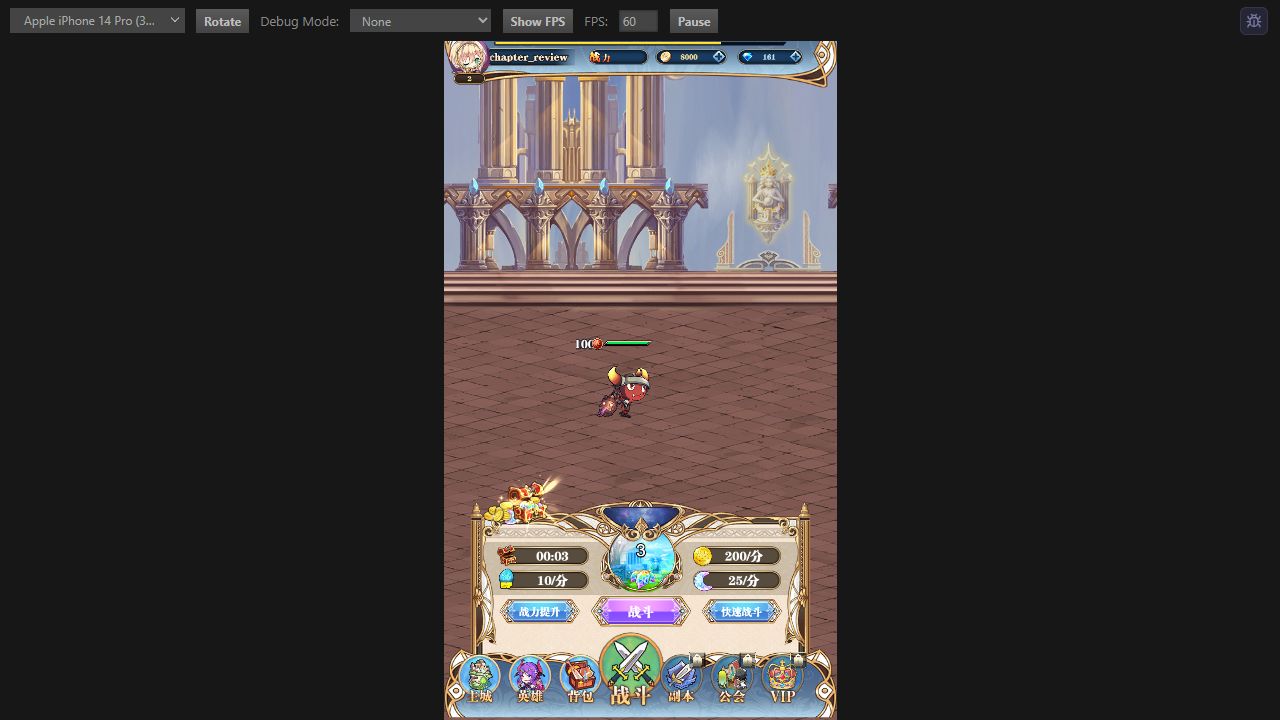 Apple iPhone 14 Pro (3...
Rotate
Debug Mode:
None
Show FPS
FPS:
60
Pause
chapter_review
战力
8000
161
2
100
3
00:03
200/分
10/分
25/分
战力提升
战斗
快速战斗
主城
英雄
背包
战斗
副本
公会
VIP